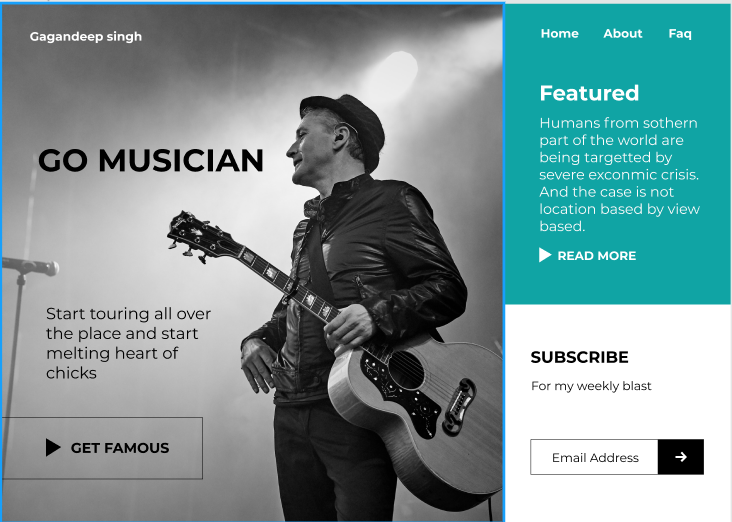 Gagandeep singh
Home About Faq
GO MUSICIAN
Start touring all over
the place and start
melting heart of
chicks
GET FAMOUS
Featured
Humans from sothern
part of the world are
being targetted by
severe exconmic crisis.
And the case is not
location based by view
based.
READ MORE
SUBSCRIBE
For my weekly blast
Email Address